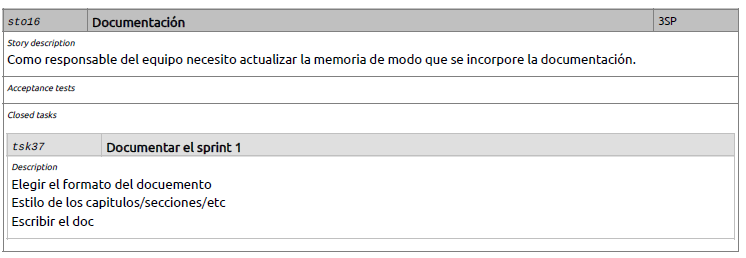 sto16 Documentación 3SP
Story description
Como responsable del equipo necesito actualizar la memoria de modo que se incorpore la documentación.
Acceptance tests
Closed tasks
tsk37 Documentar el sprint 1
Description
Elegir el formato del docuemento
Estilo de los capitulos/secciones/etc
Escribir el doc